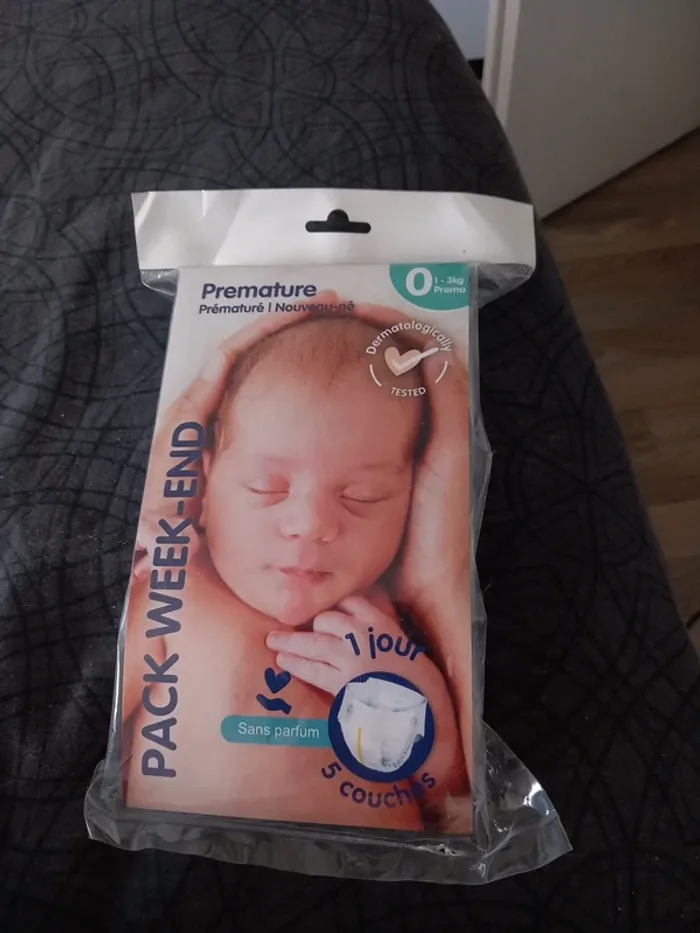 Premature
Prématuré | Nouveau-né
0
1 - 3kg
Prema
Dermatologically
TESTED
PACK WEEK-END
1 jour
Sans parfum
5 couches